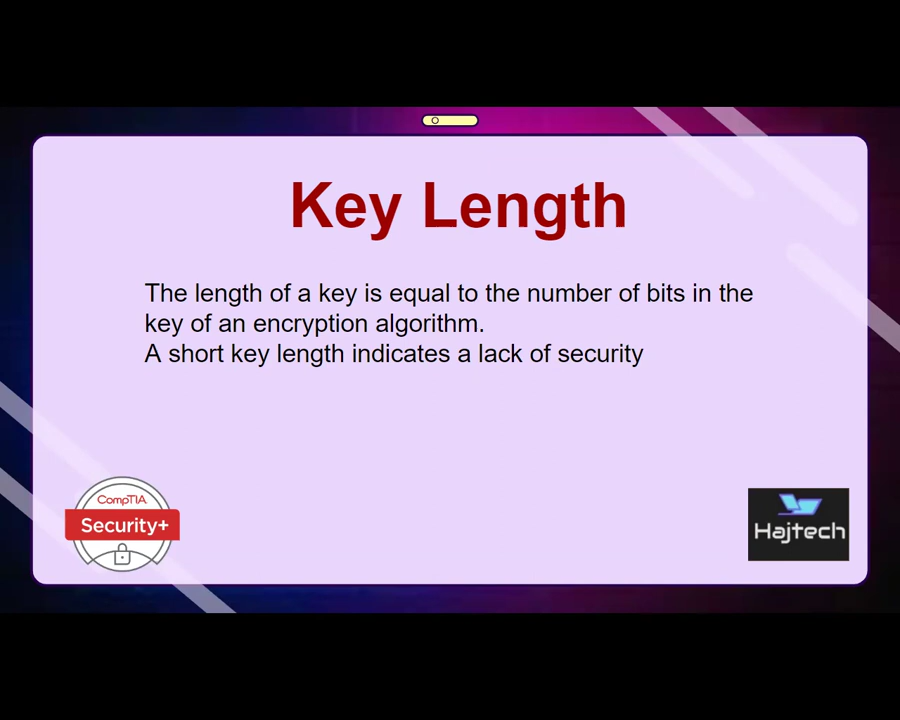 Key Length
The length of a key is equal to the number of bits in the
key of an encryption algorithm.
A short key length indicates a lack of security
CompTIA
Security+
Hajtech